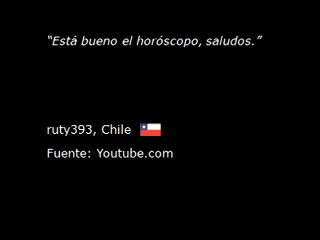 “Está bueno el horóscopo, saludos.”
ruty393, Chile
Fuente: Youtube.com